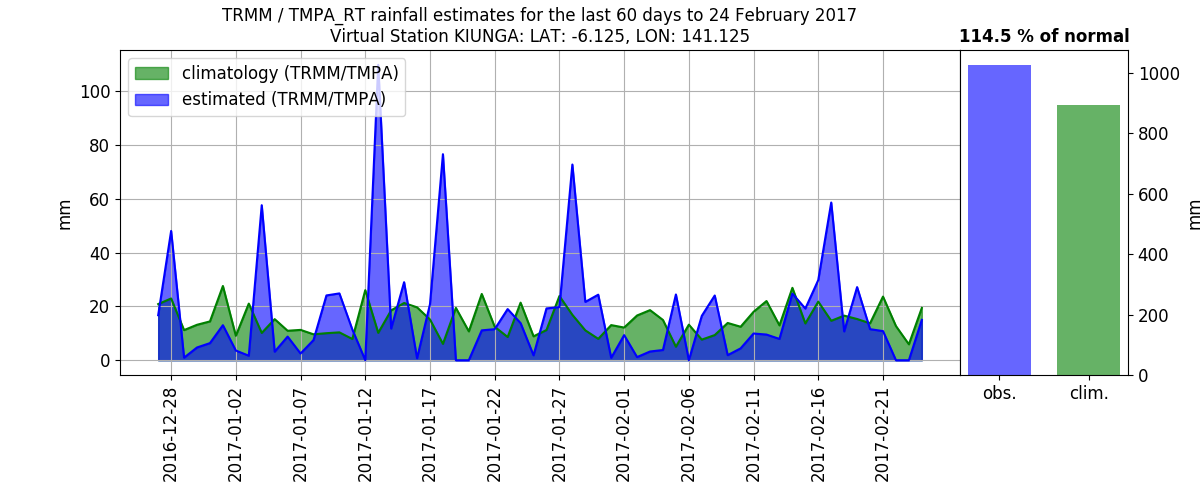 TRMM / TMPA_RT rainfall estimates for the last 60 days to 24 February 2017
Virtual Station KIUNGA: LAT: -6.125, LON: 141.125
114.5 % of normal
climatology (TRMM/TMPA)
estimated (TRMM/TMPA)
100
80
60
40
20
0
mm
2016-12-28
2017-01-02
2017-01-07
2017-01-12
2017-01-17
2017-01-22
2017-01-27
2017-02-01
2017-02-06
2017-02-11
2017-02-16
2017-02-21
1000
800
600
400
200
0
mm
obs.
clim.